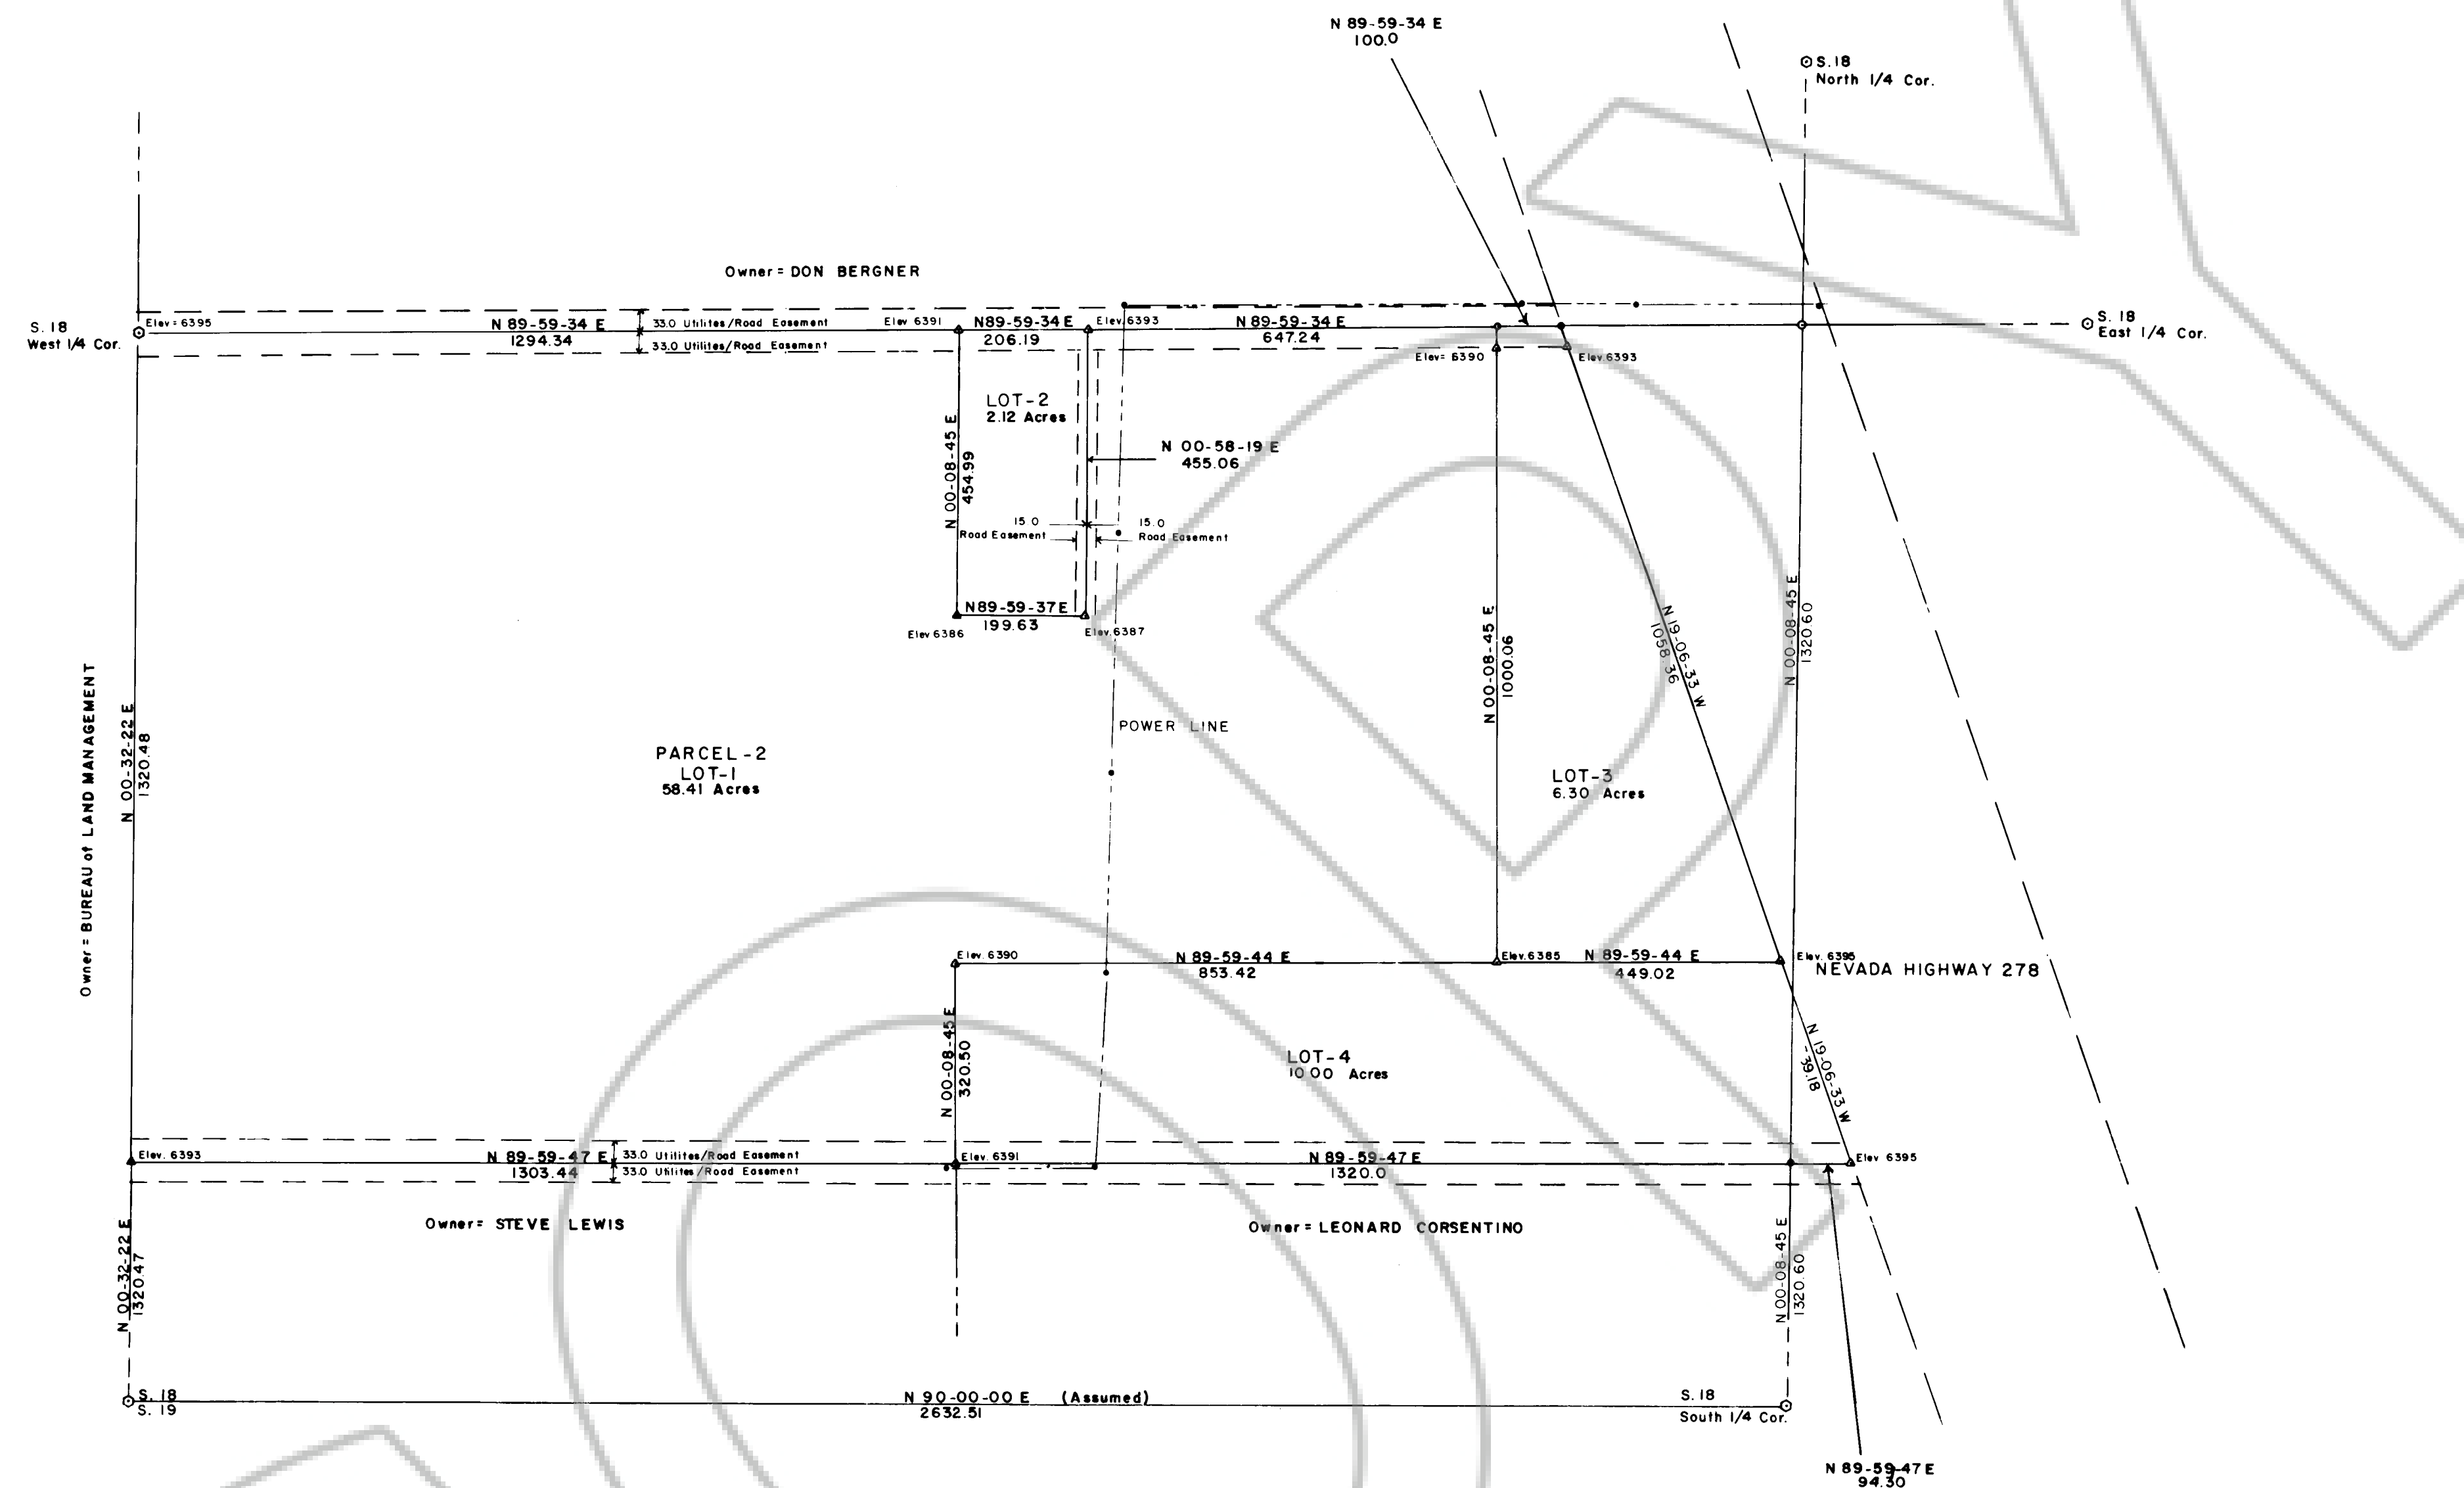 N 89-59-34 E
100.0
S. 18
North 1/4 Cor.
Owner = DON BERGNER
S. 18
West 1/4 Cor.
Elev = 6395
N 89-59-34 E
1294.34
33.0 Utilites/Road Easement
33.0 Utilites/Road Easement
Elev 6391
N89-59-34 E
206.19
Elev. 6393
N 89-59-34 E
647.24
Elev= 6390
Elev. 6393
S. 18
East 1/4 Cor.
LOT-2
2.12 Acres
N 00-08-45 E
454.99
N 00-58-19 E
455.06
15.0
Road Easement
15.0
Road Easement
N89-59-37E
199.63
Elev 6386
Elev. 6387
N 00-08-45 E
1000.06
N 19-06-33 W
1058.36
N 00-08-45 E
1320.60
Owner = BUREAU of LAND MANAGEMENT
N 00-32-22 E
1320.48
POWER LINE
PARCEL-2
LOT-1
58.41 Acres
LOT-3
6.30 Acres
Elev. 6390
N 89-59-44 E
853.42
Elev. 6385
N 89-59-44 E
449.02
Elev. 6395
NEVADA HIGHWAY 278
N 00-08-45 E
320.50
LOT-4
10.00 Acres
N 19-06-33 W
39.18
Elev. 6393
N 89-59-47 E
1303.44
33.0 Utilites/Road Easement
33.0 Utilites/Road Easement
Elev. 6391
N 89-59-47E
1320.0
Elev 6395
Owner= STEVE LEWIS
Owner = LEONARD CORSENTINO
N 00-32-22 E
1320.47
N 00-08-45 E
1320.60
S. 18
S. 19
N 90-00-00 E (Assumed)
2632.51
S. 18
South 1/4 Cor.
N 89-59-47E
94.30